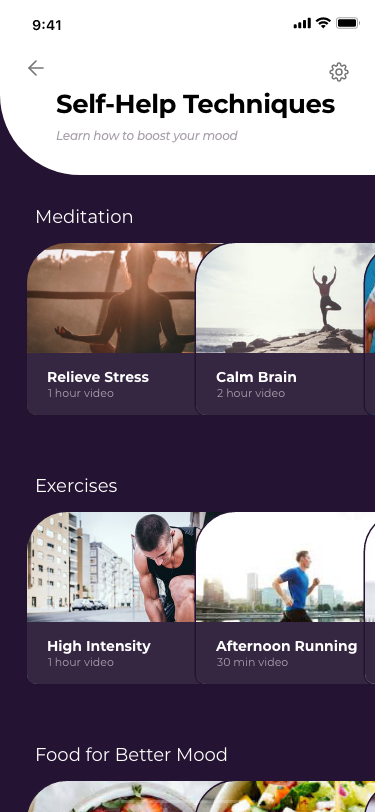 9:41
Self-Help Techniques
Learn how to boost your mood
Meditation
Relieve Stress
1 hour video
Calm Brain
2 hour video
Exercises
High Intensity
1 hour video
Afternoon Running
30 min video
Food for Better Mood